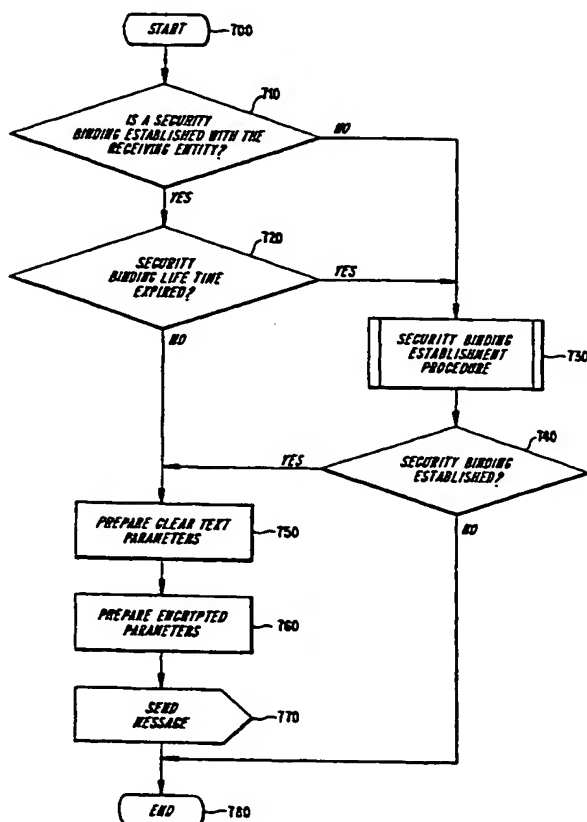 START
700
710
IS A SECURITY
BINDING ESTABLISHED WITH THE
RECEIVING ENTITY?
NO
YES
720
SECURITY
BINDING LIFE TIME
EXPIRED?
YES
NO
SECURITY BINDING
ESTABLISHMENT
PROCEDURE
730
740
SECURITY BINDING
ESTABLISHED?
YES
NO
PREPARE CLEAR TEXT
PARAMETERS
750
PREPARE ENCRYPTED
PARAMETERS
760
SEND
MESSAGE
770
END
780